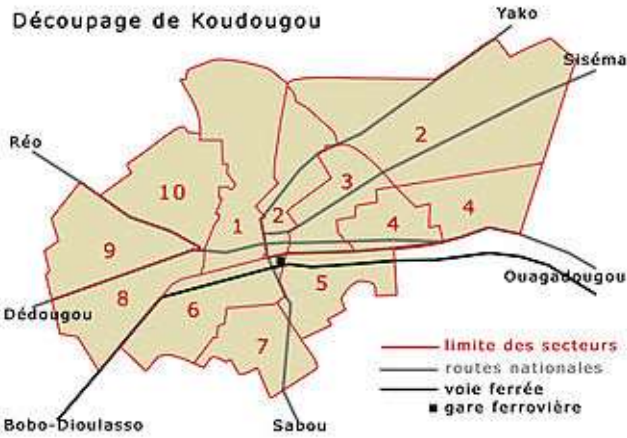 Découpage de Koudougou
Yako
Siséma
Réo
2
10
3
1
2
4
4
9
8
5
6
7
Ouagadougou
Dédougou
Bobo-Dioulasso
Sabou
limite des secteurs
routes nationales
voie ferrée
gare ferrovière